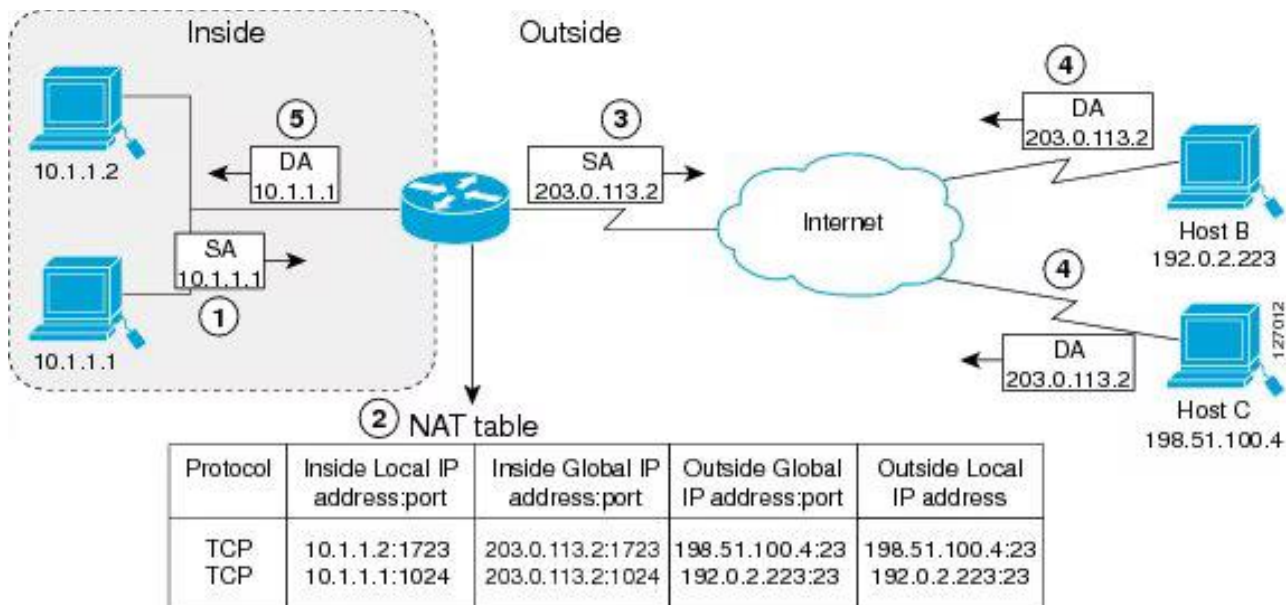 Inside
Outside
10.1.1.2
5
DA
10.1.1.1
SA
10.1.1.1
1
10.1.1.1
3
SA
203.0.113.2
Internet
4
DA
203.0.113.2
Host B
192.0.2.223
4
DA
203.0.113.2
Host C
198.51.100.4
127012
2 NAT table
Protocol
Inside Local IP
address:port
Inside Global IP
address:port
Outside Global
IP address:port
Outside Local
IP address
TCP 10.1.1.2:1723 203.0.113.2:1723 198.51.100.4:23 198.51.100.4:23
TCP 10.1.1.1:1024 203.0.113.2:1024 192.0.2.223:23 192.0.2.223:23